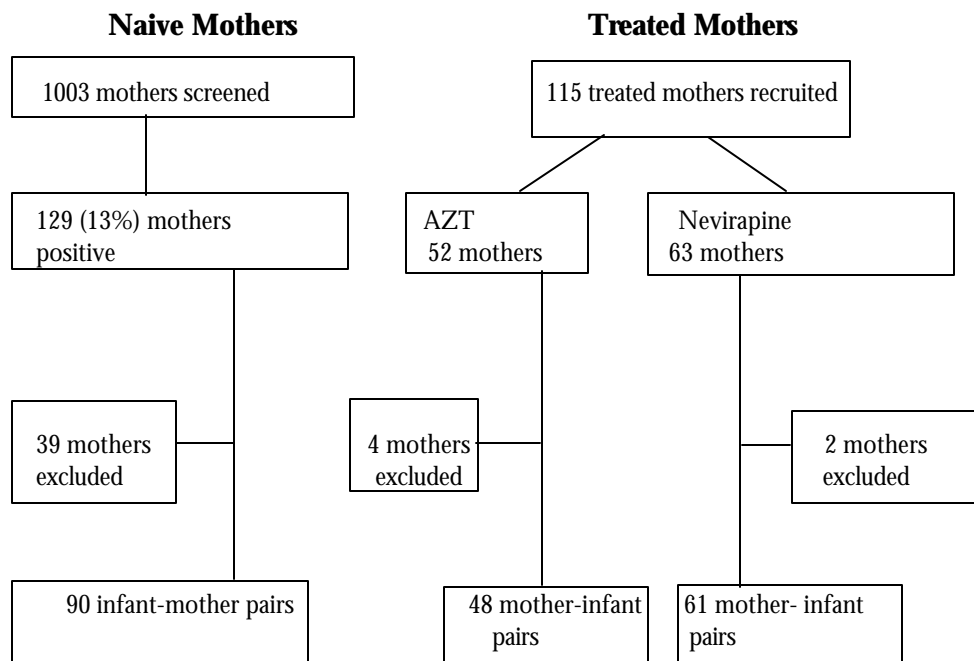 Naive Mothers
1003 mothers screened
129 (13%) mothers
positive
39 mothers
excluded
90 infant-mother pairs
Treated Mothers
115 treated mothers recruited
AZT
52 mothers
4 mothers
excluded
48 mother-infant
pairs
Nevirapine
63 mothers
2 mothers
excluded
61 mother- infant
pairs